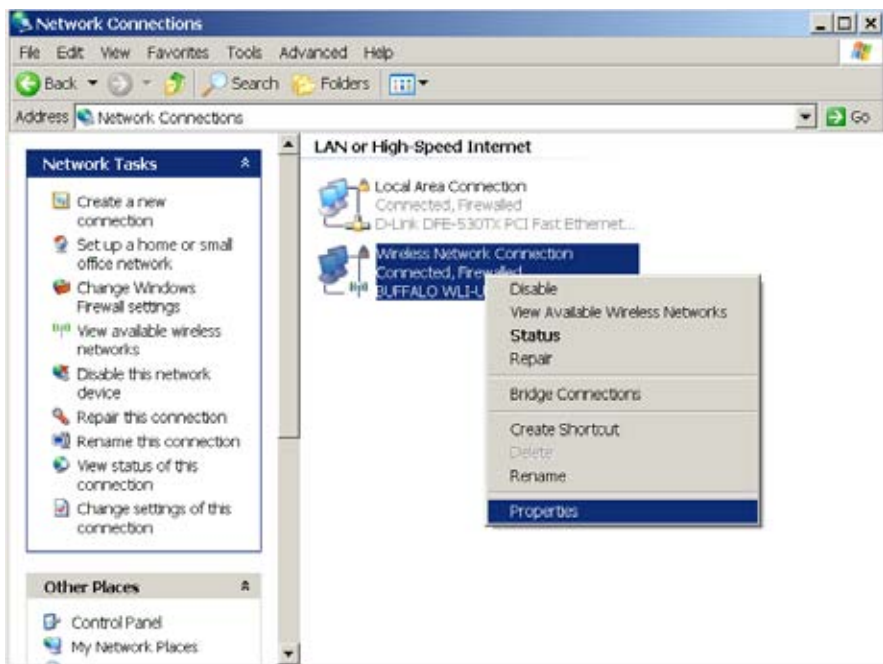 Network Connections
File Edit View Favorites Tools Advanced Help
Back Search Folders
Address Network Connections Go
Network Tasks
Create a new
connection
Set up a home or small
office network
Change Windows
Firewall settings
View available wireless
networks
Disable this network
device
Repair this connection
Rename this connection
View status of this
connection
Change settings of this
connection
Other Places
Control Panel
My Network Places
LAN or High-Speed Internet
Local Area Connection
Connected, Firewalled
D-Link DFE-530TX PCI Fast Ethernet...
Wireless Network Connection
Connected, Firewalled
BUFFALO WLI-U
Disable
View Available Wireless Networks
Status
Repair
Bridge Connections
Create Shortcut
Delete
Rename
Properties